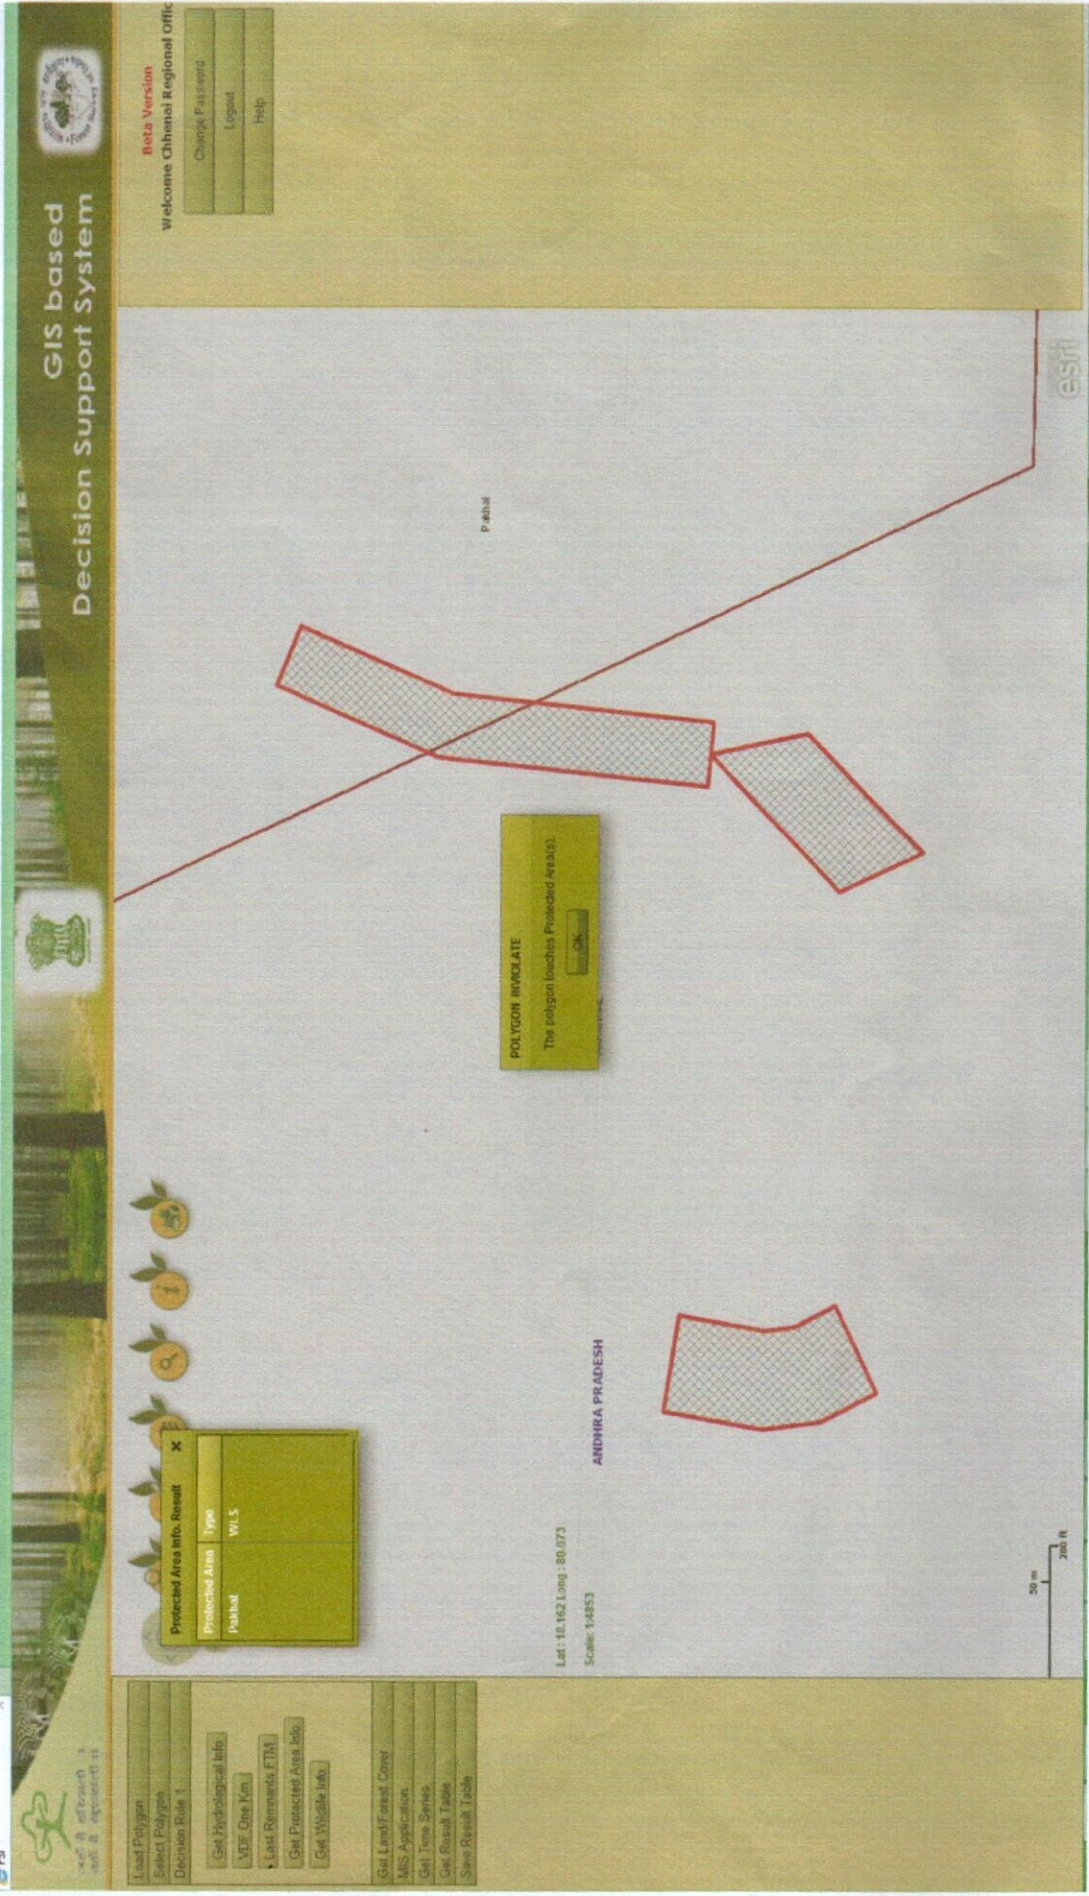 FSI
GIS based
Decision Support System
Beta Version
Welcome Chhenai Regional Offic
Change Password
Logout
Help
Load Polygon
Select Polygon
Decision Rule 1
Get Hydrological Info
VDF One Km
Last Remnants FTM
Get Protected Area Info
Get Wildlife Info
Get Land/Forest Cover
MIS Application
Get Time Series
Get Result Table
Save Result Table
Protected Area Info. Result x
Protected Area Type
Pakhal WLS
POLYGON INVIOLATE
The polygon touches Protected Area(s).
OK
Pakhal
ANDHRA PRADESH
Lat : 18.162 Long : 80.073
Scale: 1:4853
50 m
200 ft
esri